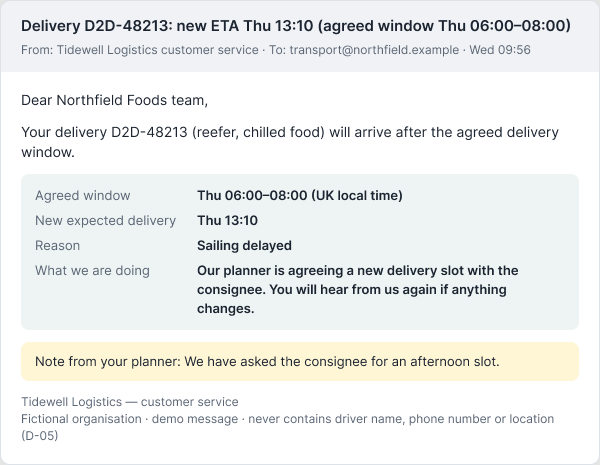 Delivery D2D-48213: new ETA Thu 13:10 (agreed window Thu 06:00–08:00)
From: Tidewell Logistics customer service · To: transport@northfield.example · Wed 09:56
Dear Northfield Foods team,
Your delivery D2D-48213 (reefer, chilled food) will arrive after the agreed delivery
window.
Agreed window Thu 06:00–08:00 (UK local time)
New expected delivery Thu 13:10
Reason Sailing delayed
What we are doing Our planner is agreeing a new delivery slot with the
consignee. You will hear from us again if anything
changes.
Note from your planner: We have asked the consignee for an afternoon slot.
Tidewell Logistics — customer service
Fictional organisation · demo message · never contains driver name, phone number or location
(D-05)